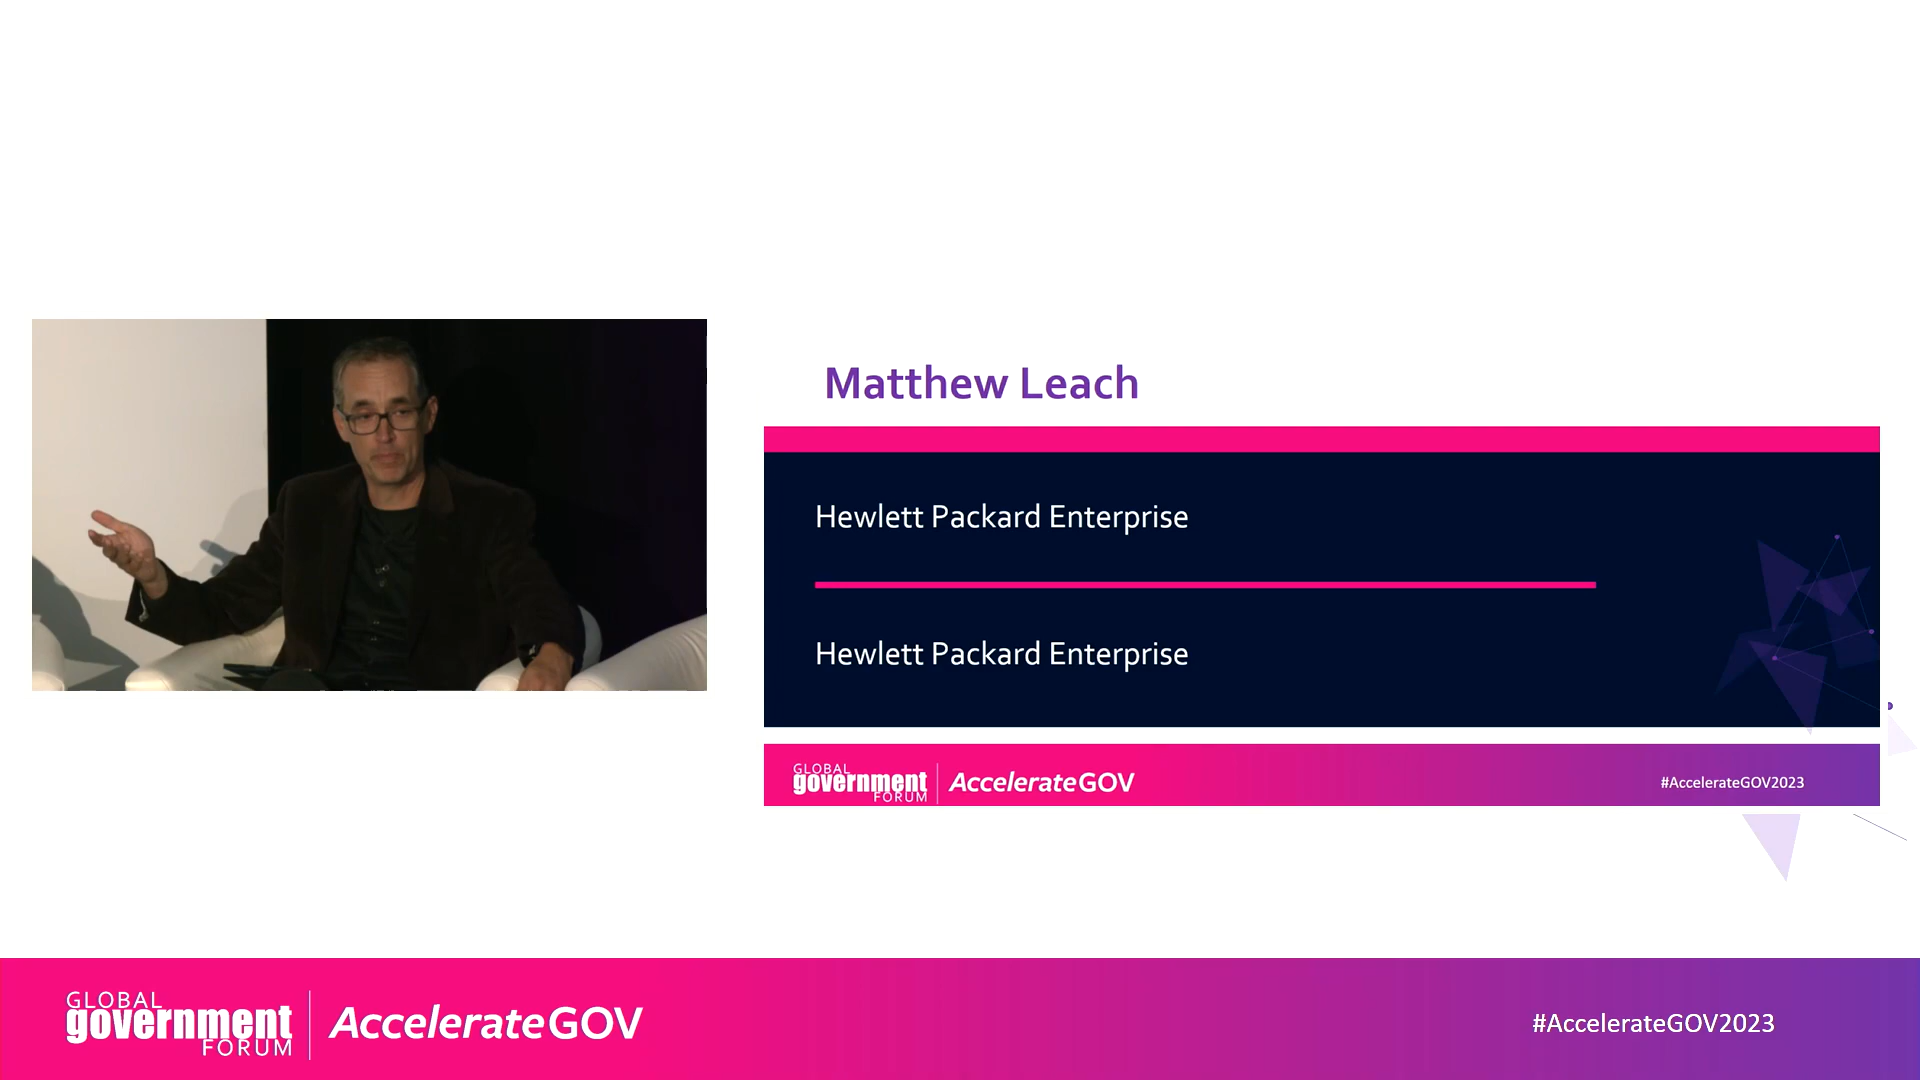 Matthew Leach
Hewlett Packard Enterprise
Hewlett Packard Enterprise
GLOBAL
government
FORUM
AccelerateGOV
#AccelerateGOV2023
GLOBAL
government
FORUM
AccelerateGOV
#AccelerateGOV2023